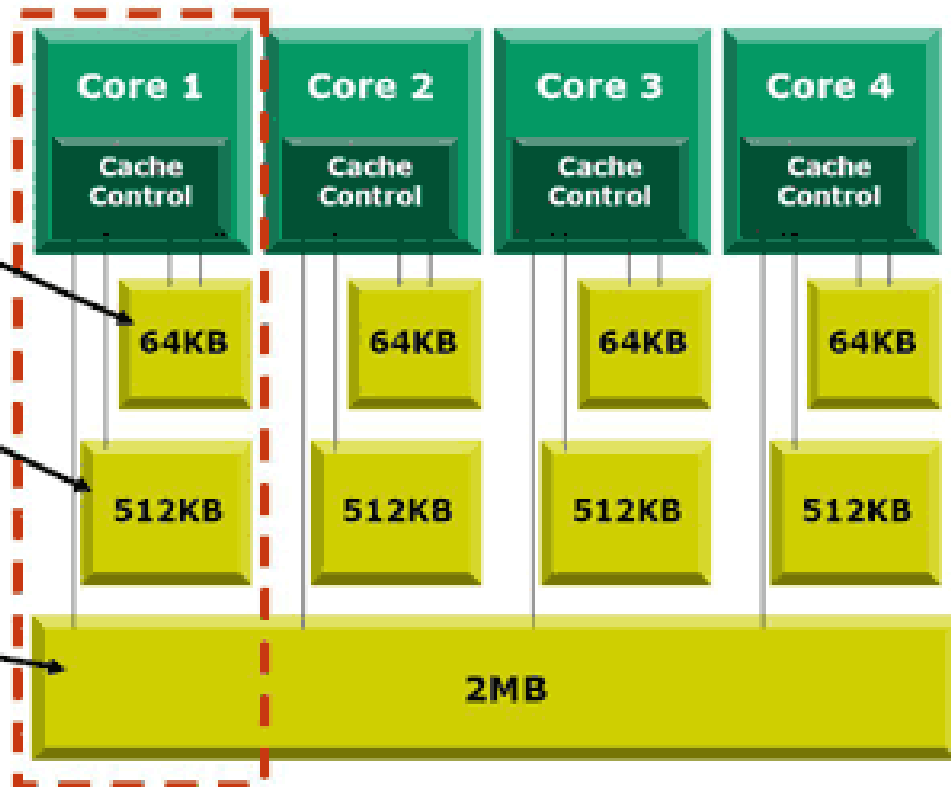 Core 1
Core 2
Core 3
Core 4
Cache
Control
Cache
Control
Cache
Control
Cache
Control
64KB
64KB
64KB
64KB
512KB
512KB
512KB
512KB
2MB